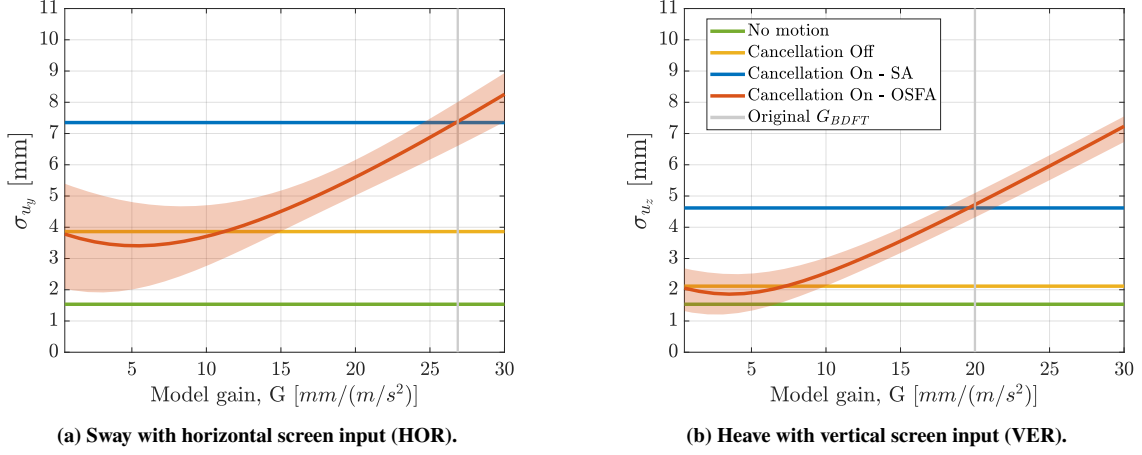 11
10
9
8
7
6
5
4
3
2
1
0
σ_{u_y} [mm]
5 10 15 20 25 30
Model gain, G [mm/(m/s²)]
(a) Sway with horizontal screen input (HOR).
11
10
9
8
7
6
5
4
3
2
1
0
σ_{u_z} [mm]
No motion
Cancellation Off
Cancellation On - SA
Cancellation On - OSFA
Original G_{BDFT}
5 10 15 20 25 30
Model gain, G [mm/(m/s²)]
(b) Heave with vertical screen input (VER).